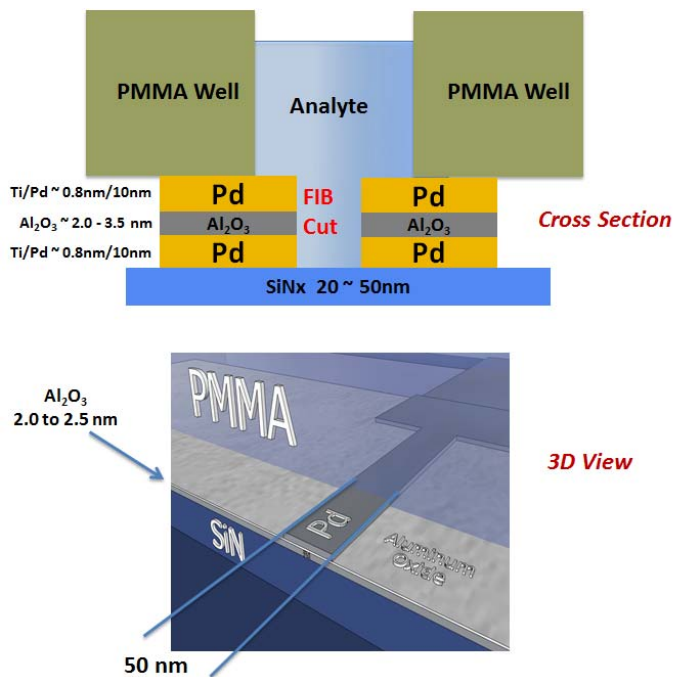 PMMA Well
Analyte
PMMA Well
Ti/Pd ~ 0.8nm/10nm
Pd
FIB
Pd
Al₂O₃ ~ 2.0 - 3.5 nm
Al₂O₃
Cut
Al₂O₃
Cross Section
Ti/Pd ~ 0.8nm/10nm
Pd
Pd
SiNx 20 ~ 50nm
Al₂O₃
2.0 to 2.5 nm
PMMA
3D View
SiN
Pd
Aluminum
Oxide
50 nm